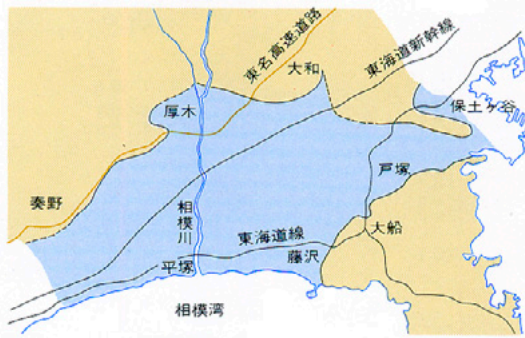 東名高速道路
大和
東海道新幹線
厚木
保土ヶ谷
戸塚
秦野
相模川
東海道線
大船
平塚
藤沢
相模湾